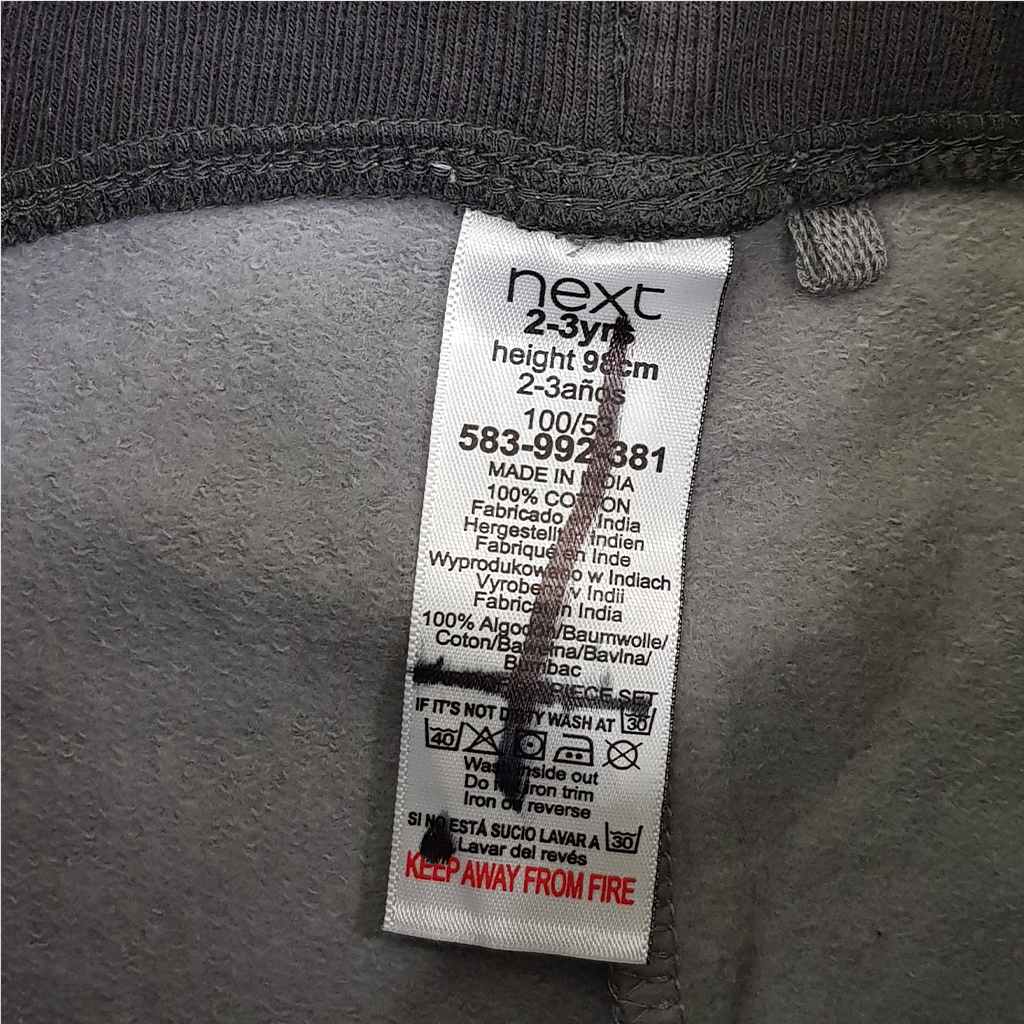 next
2-3yrs
height 98cm
2-3años
100/58
583-992 381
MADE IN INDIA
100% COTTON
Fabricado en India
Hergestellt in Indien
Fabriqué en Inde
Wyprodukowano w Indiach
Vyrobeno v Indii
Fabricat in India
100% Algodón/Baumwolle/
Coton/Bawełna/Bavlna/
Bumbac
PIECE SET
IF IT'S NOT DIRTY WASH AT 30
40
Wash inside out
Do not iron trim
Iron on reverse
SI NO ESTÁ SUCIO LAVAR A 30
Lavar del revés
KEEP AWAY FROM FIRE